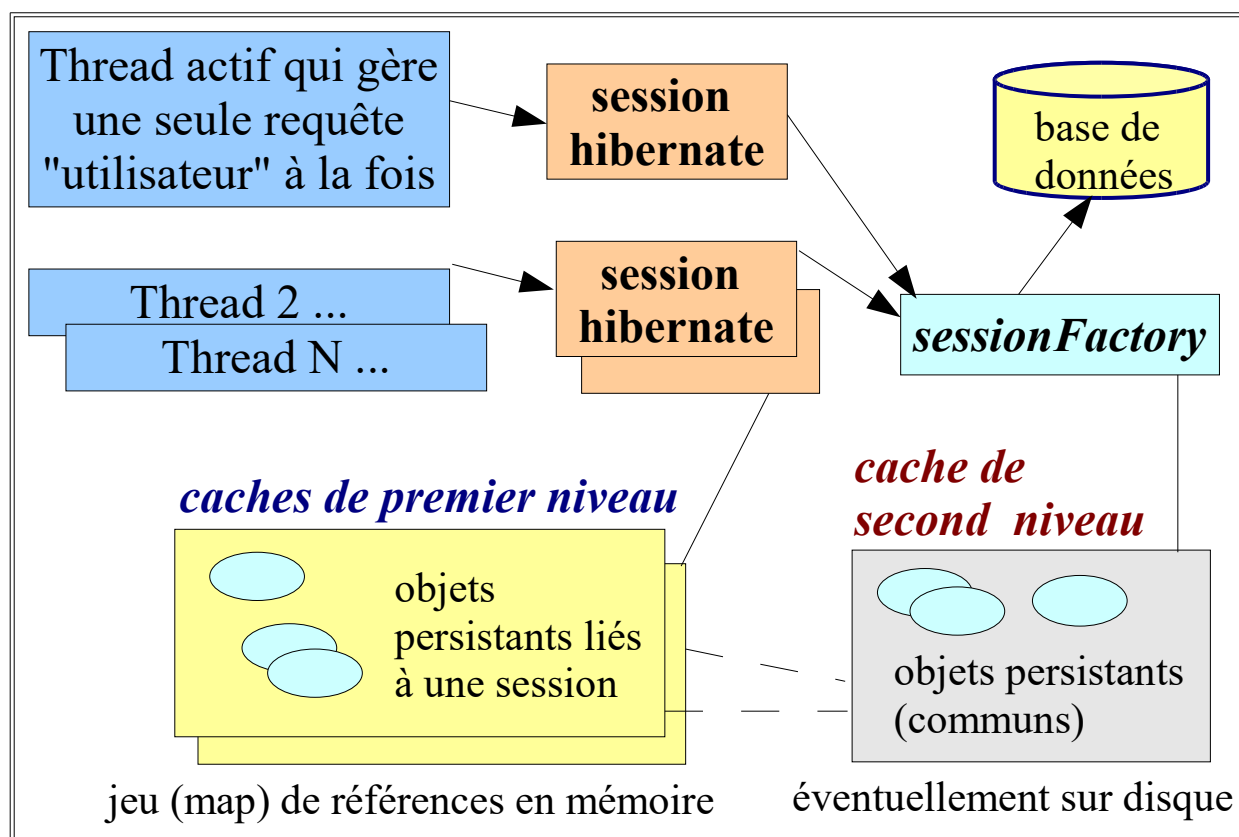 Thread actif qui gère
une seule requête
"utilisateur" à la fois
session
hibernate
base de
données
Thread 2 ...
Thread N ...
session
hibernate
sessionFactory
caches de premier niveau
cache de
second niveau
objets
persistants liés
à une session
objets persistants
(communs)
jeu (map) de références en mémoire
éventuellement sur disque